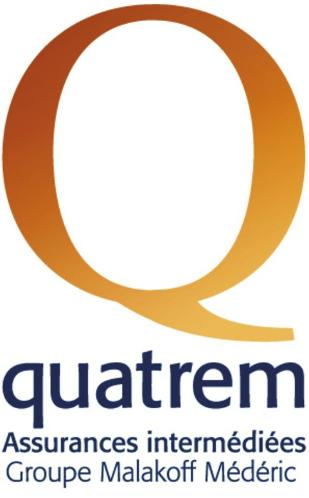 Q
quatrem
Assurances intermédiées
Groupe Malakoff Médéric